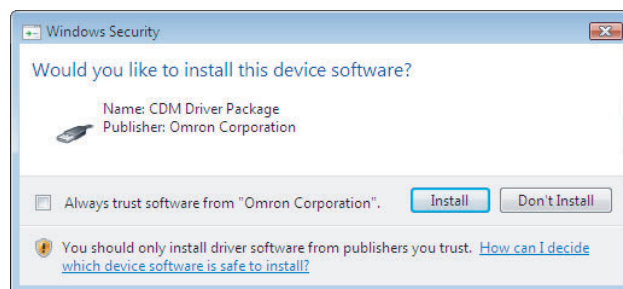 Windows Security
Would you like to install this device software?
Name: CDM Driver Package
Publisher: Omron Corporation
Always trust software from "Omron Corporation".
Install
Don't Install
You should only install driver software from publishers you trust. How can I decide
which device software is safe to install?